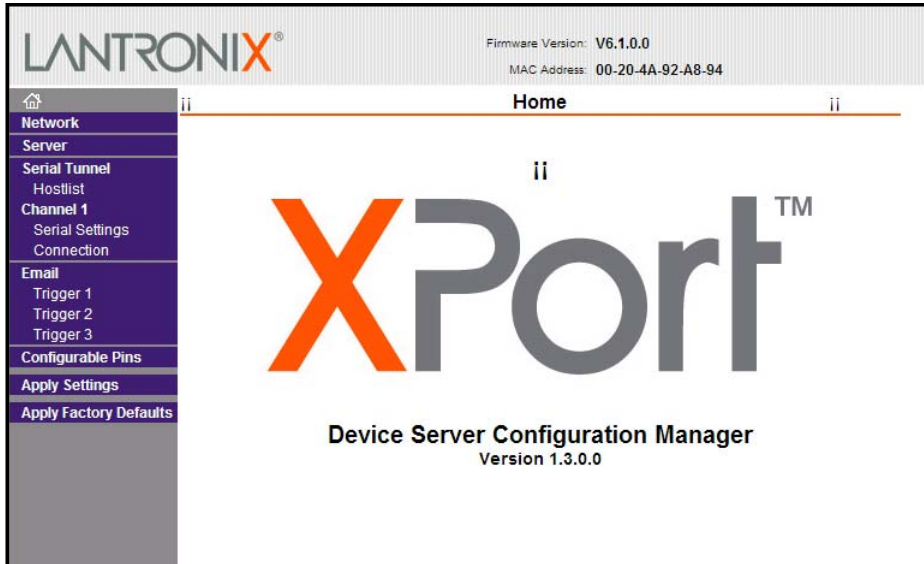 LANTRONIX®
Firmware Version: V6.1.0.0
MAC Address: 00-20-4A-92-A8-94
¡¡ Home ¡¡
Network
Server
Serial Tunnel
Hostlist
Channel 1
Serial Settings
Connection
Email
Trigger 1
Trigger 2
Trigger 3
Configurable Pins
Apply Settings
Apply Factory Defaults
¡¡
XPort™
Device Server Configuration Manager
Version 1.3.0.0